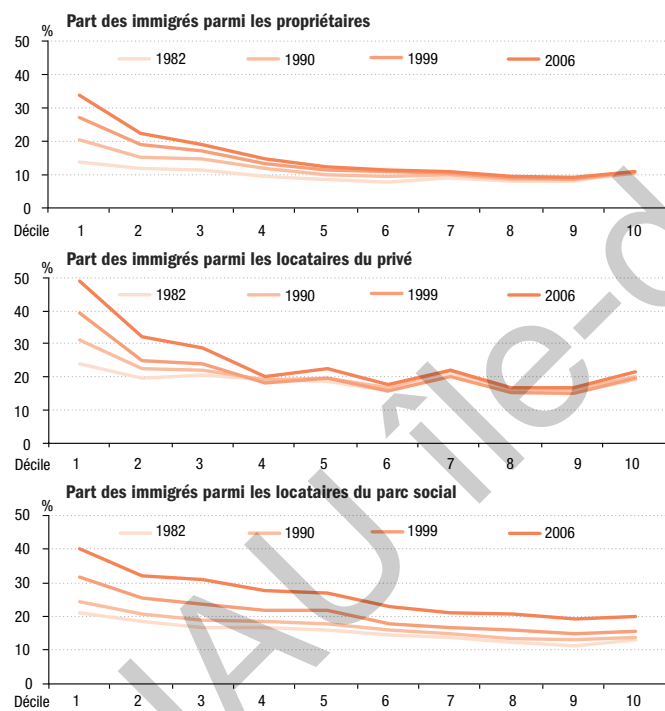 Part des immigrés parmi les propriétaires
%
1982 1990 1999 2006
50
40
30
20
10
0
Décile 1 2 3 4 5 6 7 8 9 10
Part des immigrés parmi les locataires du privé
%
50
1982 1990 1999 2006
40
30
20
10
0
Décile 1 2 3 4 5 6 7 8 9 10
Part des immigrés parmi les locataires du parc social
%
50
1982 1990 1999 2006
40
30
20
10
0
Décile 1 2 3 4 5 6 7 8 9 10
IAU île-d